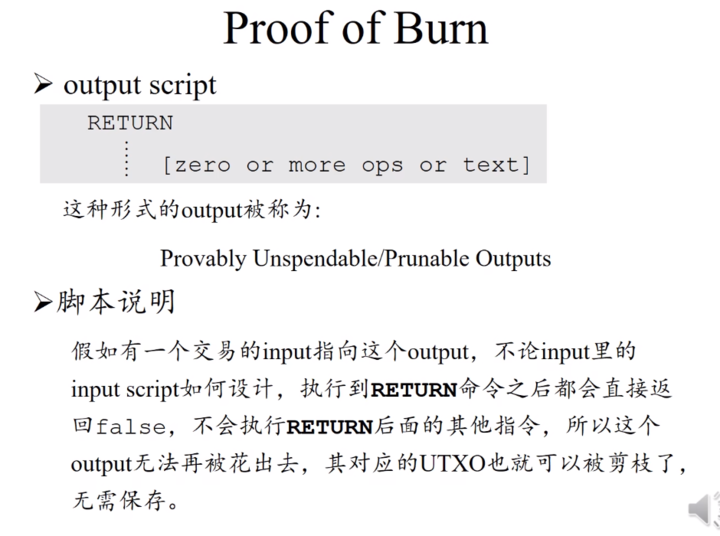 Proof of Burn
➢ output script
RETURN
[zero or more ops or text]
这种形式的output被称为:
Provably Unspendable/Prunable Outputs
➢脚本说明
假如有一个交易的input指向这个output，不论input里的
input script如何设计，执行到RETURN命令之后都会直接返
回false，不会执行RETURN后面的其他指令，所以这个
output无法再被花出去，其对应的UTXO也就可以被剪枝了，
无需保存。